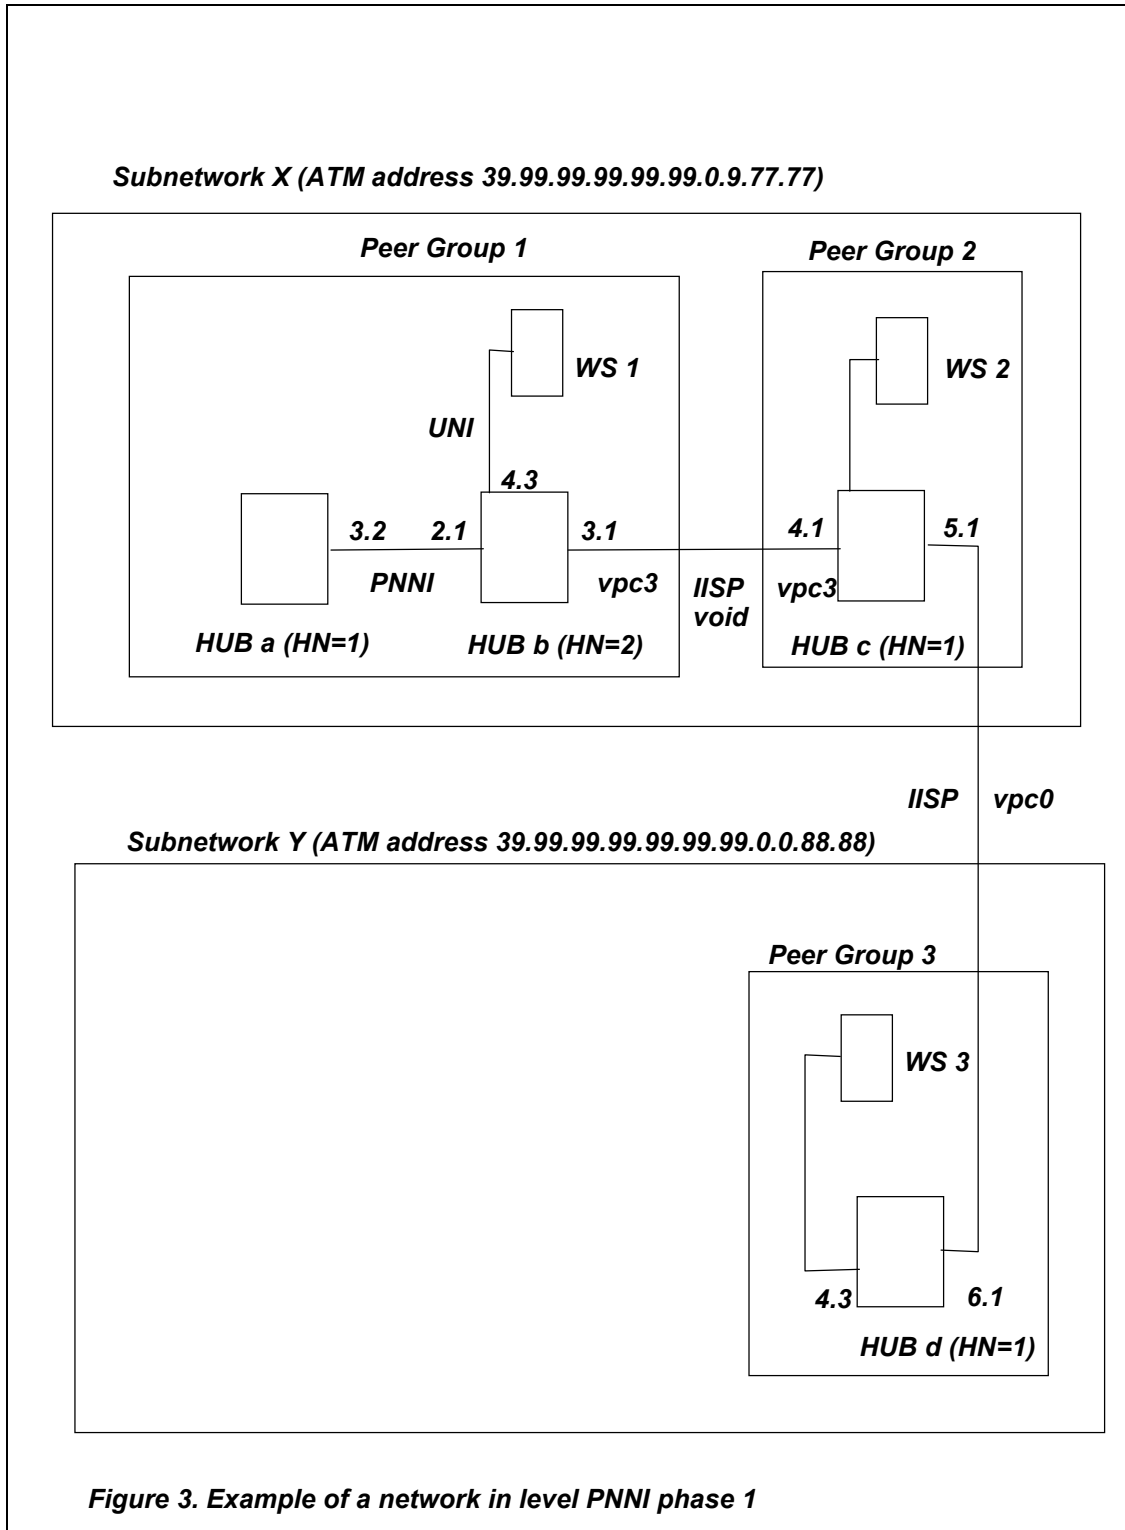 Subnetwork X (ATM address 39.99.99.99.99.99.0.9.77.77)
Peer Group 1
Peer Group 2
WS 1
WS 2
UNI
4.3
3.2
2.1
3.1
4.1
5.1
PNNI
vpc3
IISP
void
vpc3
HUB a (HN=1)
HUB b (HN=2)
HUB c (HN=1)
IISP
vpc0
Subnetwork Y (ATM address 39.99.99.99.99.99.99.0.0.88.88)
Peer Group 3
WS 3
4.3
6.1
HUB d (HN=1)
Figure 3. Example of a network in level PNNI phase 1